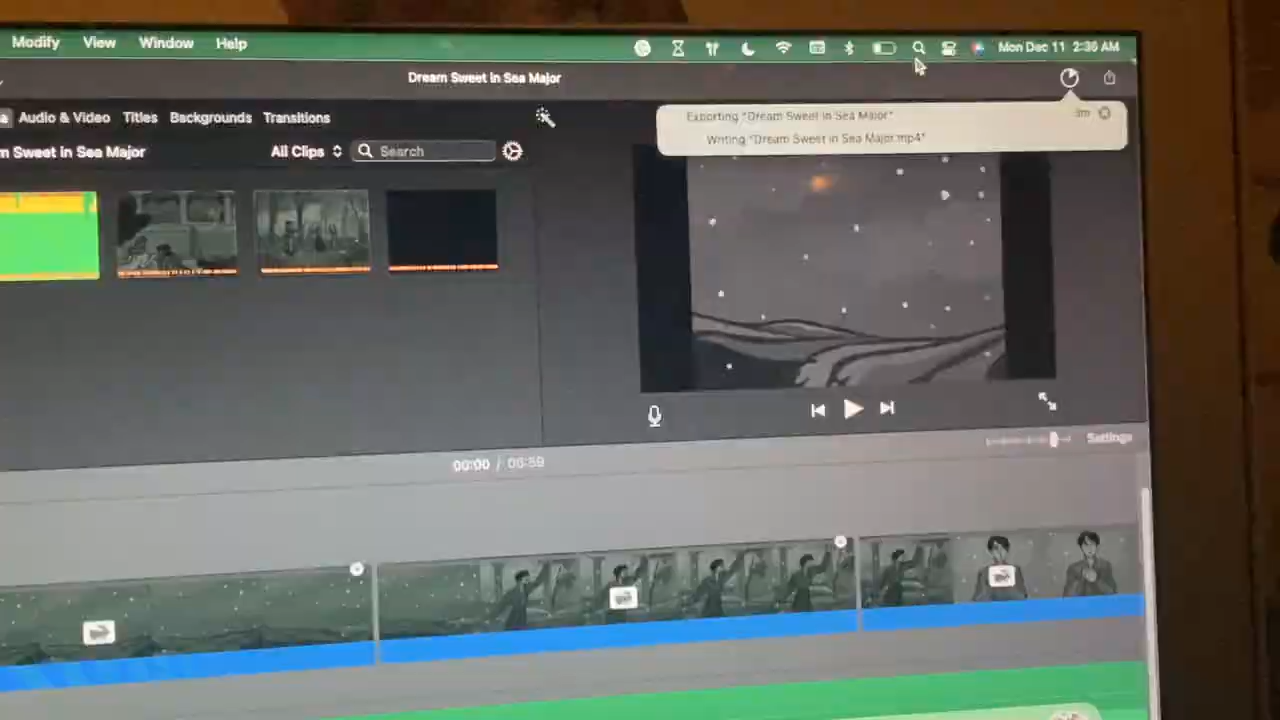 Modify View Window Help Mon Dec 11 2:36 AM
Dream Sweet in Sea Major
Audio & Video Titles Backgrounds Transitions
Exporting "Dream Sweet in Sea Major"
Writing "Dream Sweet in Sea Major.mp4"
m Sweet in Sea Major All Clips Search
Settings
00:00 / 06:59